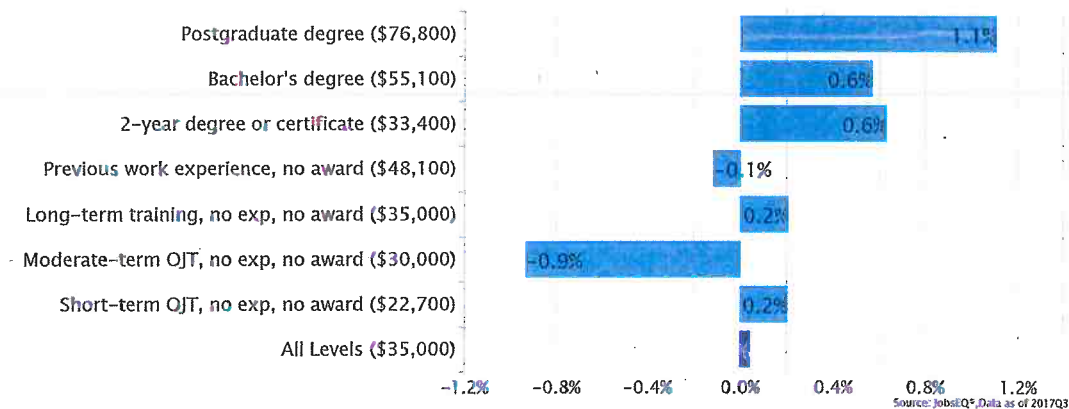 Postgraduate degree ($76,800)
1.1%
Bachelor's degree ($55,100)
0.6%
2-year degree or certificate ($33,400)
0.6%
Previous work experience, no award ($48,100)
-0.1%
Long-term training, no exp, no award ($35,000)
0.2%
Moderate-term OJT, no exp, no award ($30,000)
-0.9%
Short-term OJT, no exp, no award ($22,700)
0.2%
All Levels ($35,000)
-1.2% -0.8% -0.4% 0.0% 0.4% 0.8% 1.2%
Source: JobsEQ®,Data as of 2017Q3